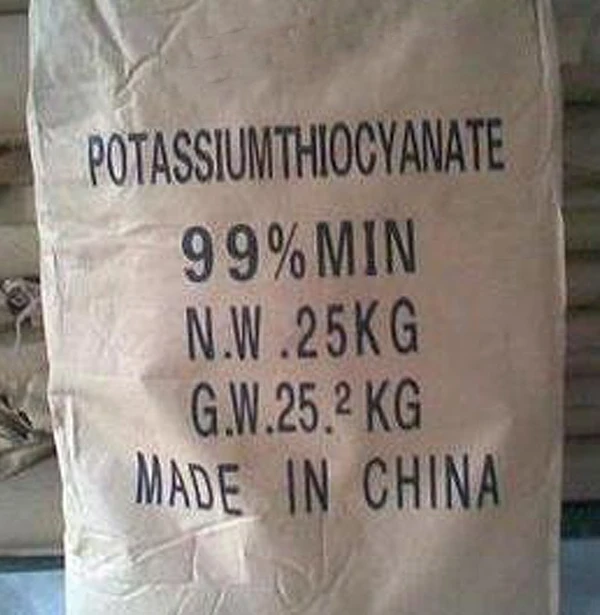 POTASSIUMTHIOCYANATE
99%MIN
N.W.25KG
G.W.25.2KG
MADE IN CHINA